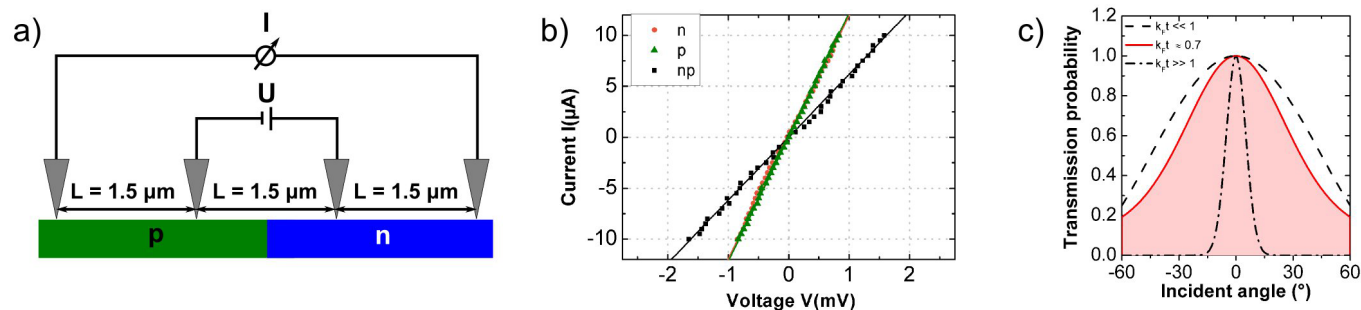 a)
I
U
L = 1.5 µm
L = 1.5 µm
L = 1.5 µm
p
n
b)
Current I(µA)
10
5
0
-5
-10
n
p
np
-2
-1
0
1
2
Voltage V(mV)
c)
Transmission probability
1.2
1.0
0.8
0.6
0.4
0.2
0.0
k_F t << 1
k_F t ≈ 0.7
k_F t >> 1
-60
-30
0
30
60
Incident angle (°)